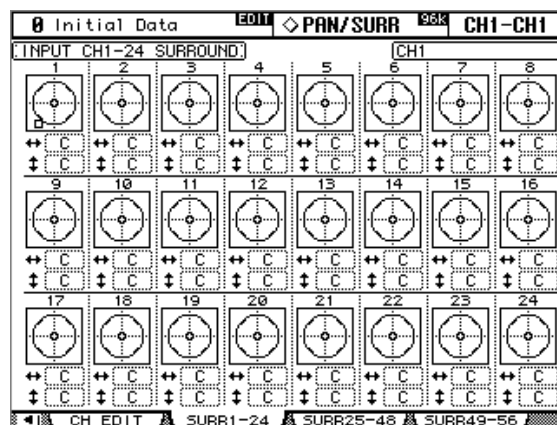 0 Initial Data EDIT ◇ PAN/SURR 96k CH1-CH1
INPUT CH1-24 SURROUND CH1
1 2 3 4 5 6 7 8
↔ C ↔ C ↔ C ↔ C ↔ C ↔ C ↔ C ↔ C
↕ C ↕ C ↕ C ↕ C ↕ C ↕ C ↕ C ↕ C
9 10 11 12 13 14 15 16
↔ C ↔ C ↔ C ↔ C ↔ C ↔ C ↔ C ↔ C
↕ C ↕ C ↕ C ↕ C ↕ C ↕ C ↕ C ↕ C
17 18 19 20 21 22 23 24
↔ C ↔ C ↔ C ↔ C ↔ C ↔ C ↔ C ↔ C
↕ C ↕ C ↕ C ↕ C ↕ C ↕ C ↕ C ↕ C
CH EDIT SURR1-24 SURR25-48 SURR49-56